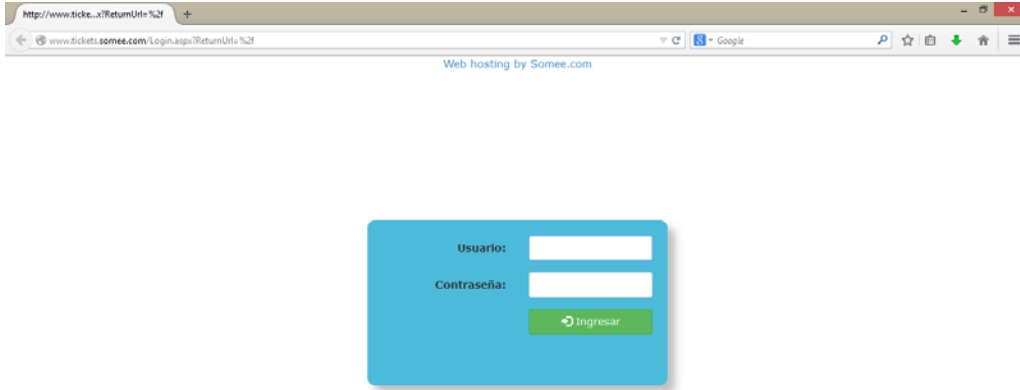 http://www.ticke...x?ReturnUrl=%2f
www.tickets.somee.com/Login.aspx?ReturnUrl=%2f
Google
Web hosting by Somee.com
Usuario:
Contraseña:
Ingresar